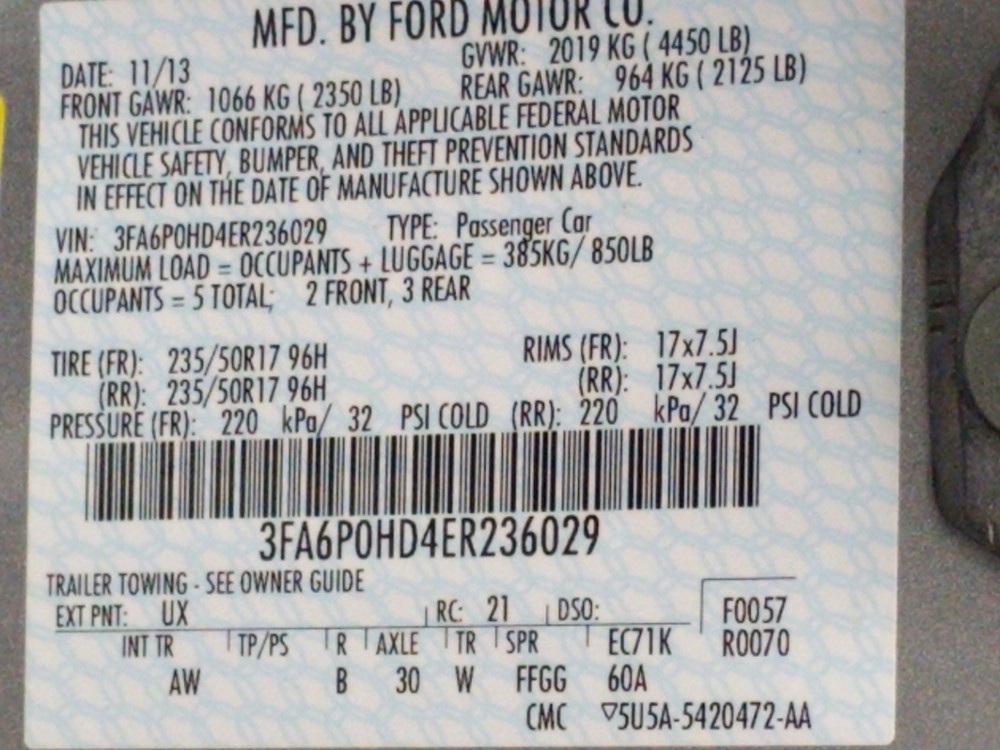 MFD. BY FORD MOTOR CO.
DATE: 11/13 GVWR: 2019 KG ( 4450 LB)
FRONT GAWR: 1066 KG ( 2350 LB) REAR GAWR: 964 KG ( 2125 LB)
THIS VEHICLE CONFORMS TO ALL APPLICABLE FEDERAL MOTOR
VEHICLE SAFETY, BUMPER, AND THEFT PREVENTION STANDARDS
IN EFFECT ON THE DATE OF MANUFACTURE SHOWN ABOVE.
VIN: 3FA6P0HD4ER236029 TYPE: Passenger Car
MAXIMUM LOAD = OCCUPANTS + LUGGAGE = 385KG/ 850LB
OCCUPANTS = 5 TOTAL; 2 FRONT, 3 REAR
TIRE (FR): 235/50R17 96H RIMS (FR): 17x7.5J
(RR): 235/50R17 96H (RR): 17x7.5J
PRESSURE (FR): 220 kPa/ 32 PSI COLD (RR): 220 kPa/ 32 PSI COLD
3FA6P0HD4ER236029
TRAILER TOWING - SEE OWNER GUIDE
EXT PNT: UX RC: 21 DSO: F0057
INT TR TP/PS R AXLE TR SPR EC71K R0070
AW B 30 W FFGG 60A
CMC ▽5U5A-5420472-AA